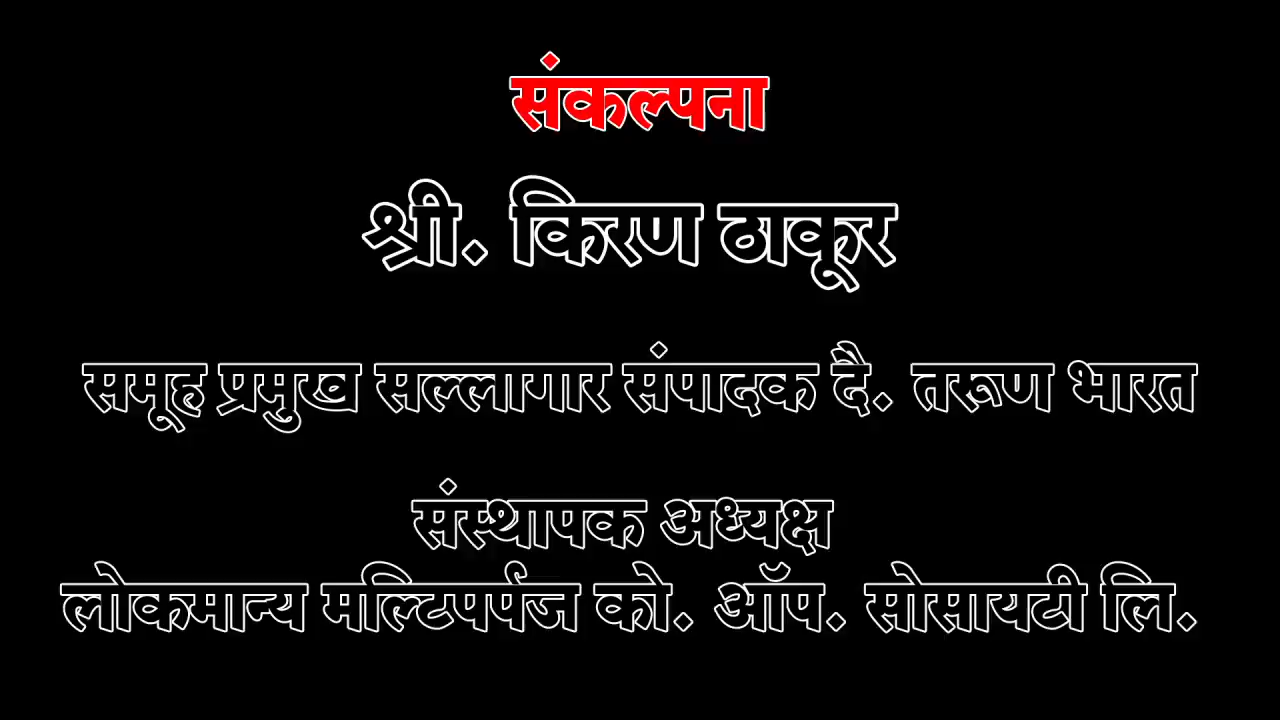 संकल्पना
श्री. किरण ठाकूर
समूह प्रमुख सल्लागार संपादक दै. तरूण भारत
संस्थापक अध्यक्ष
लोकमान्य मल्टिपर्पज को. ऑप. सोसायटी लि.